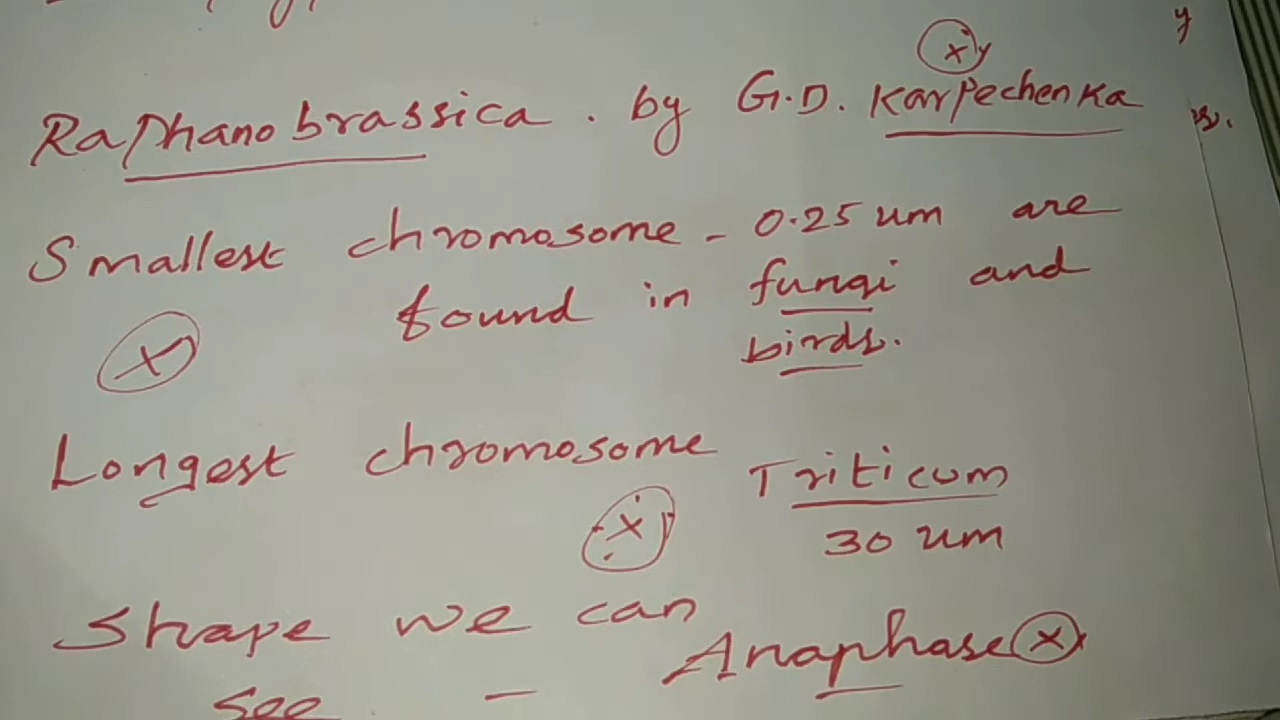 Raphanobrassica. by G.D. Karpechenka
Smallest chromosome - 0.25 um are
found in fungi and
birds.
Longest chromosome Triticum
30 um
Shape we can
see - Anaphase